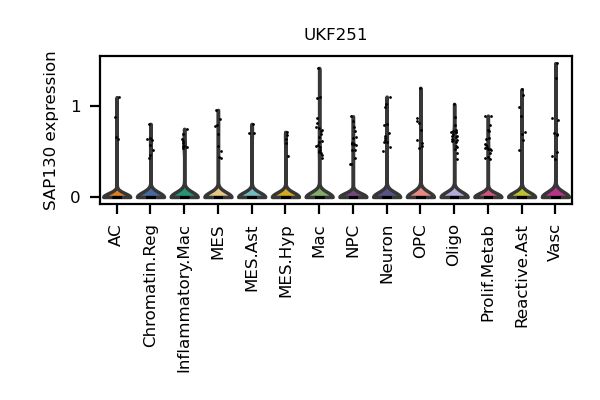 UKF251
SAP130 expression
1
0
AC
Chromatin.Reg
Inflammatory.Mac
MES
MES.Ast
MES.Hyp
Mac
NPC
Neuron
OPC
Oligo
Prolif.Metab
Reactive.Ast
Vasc